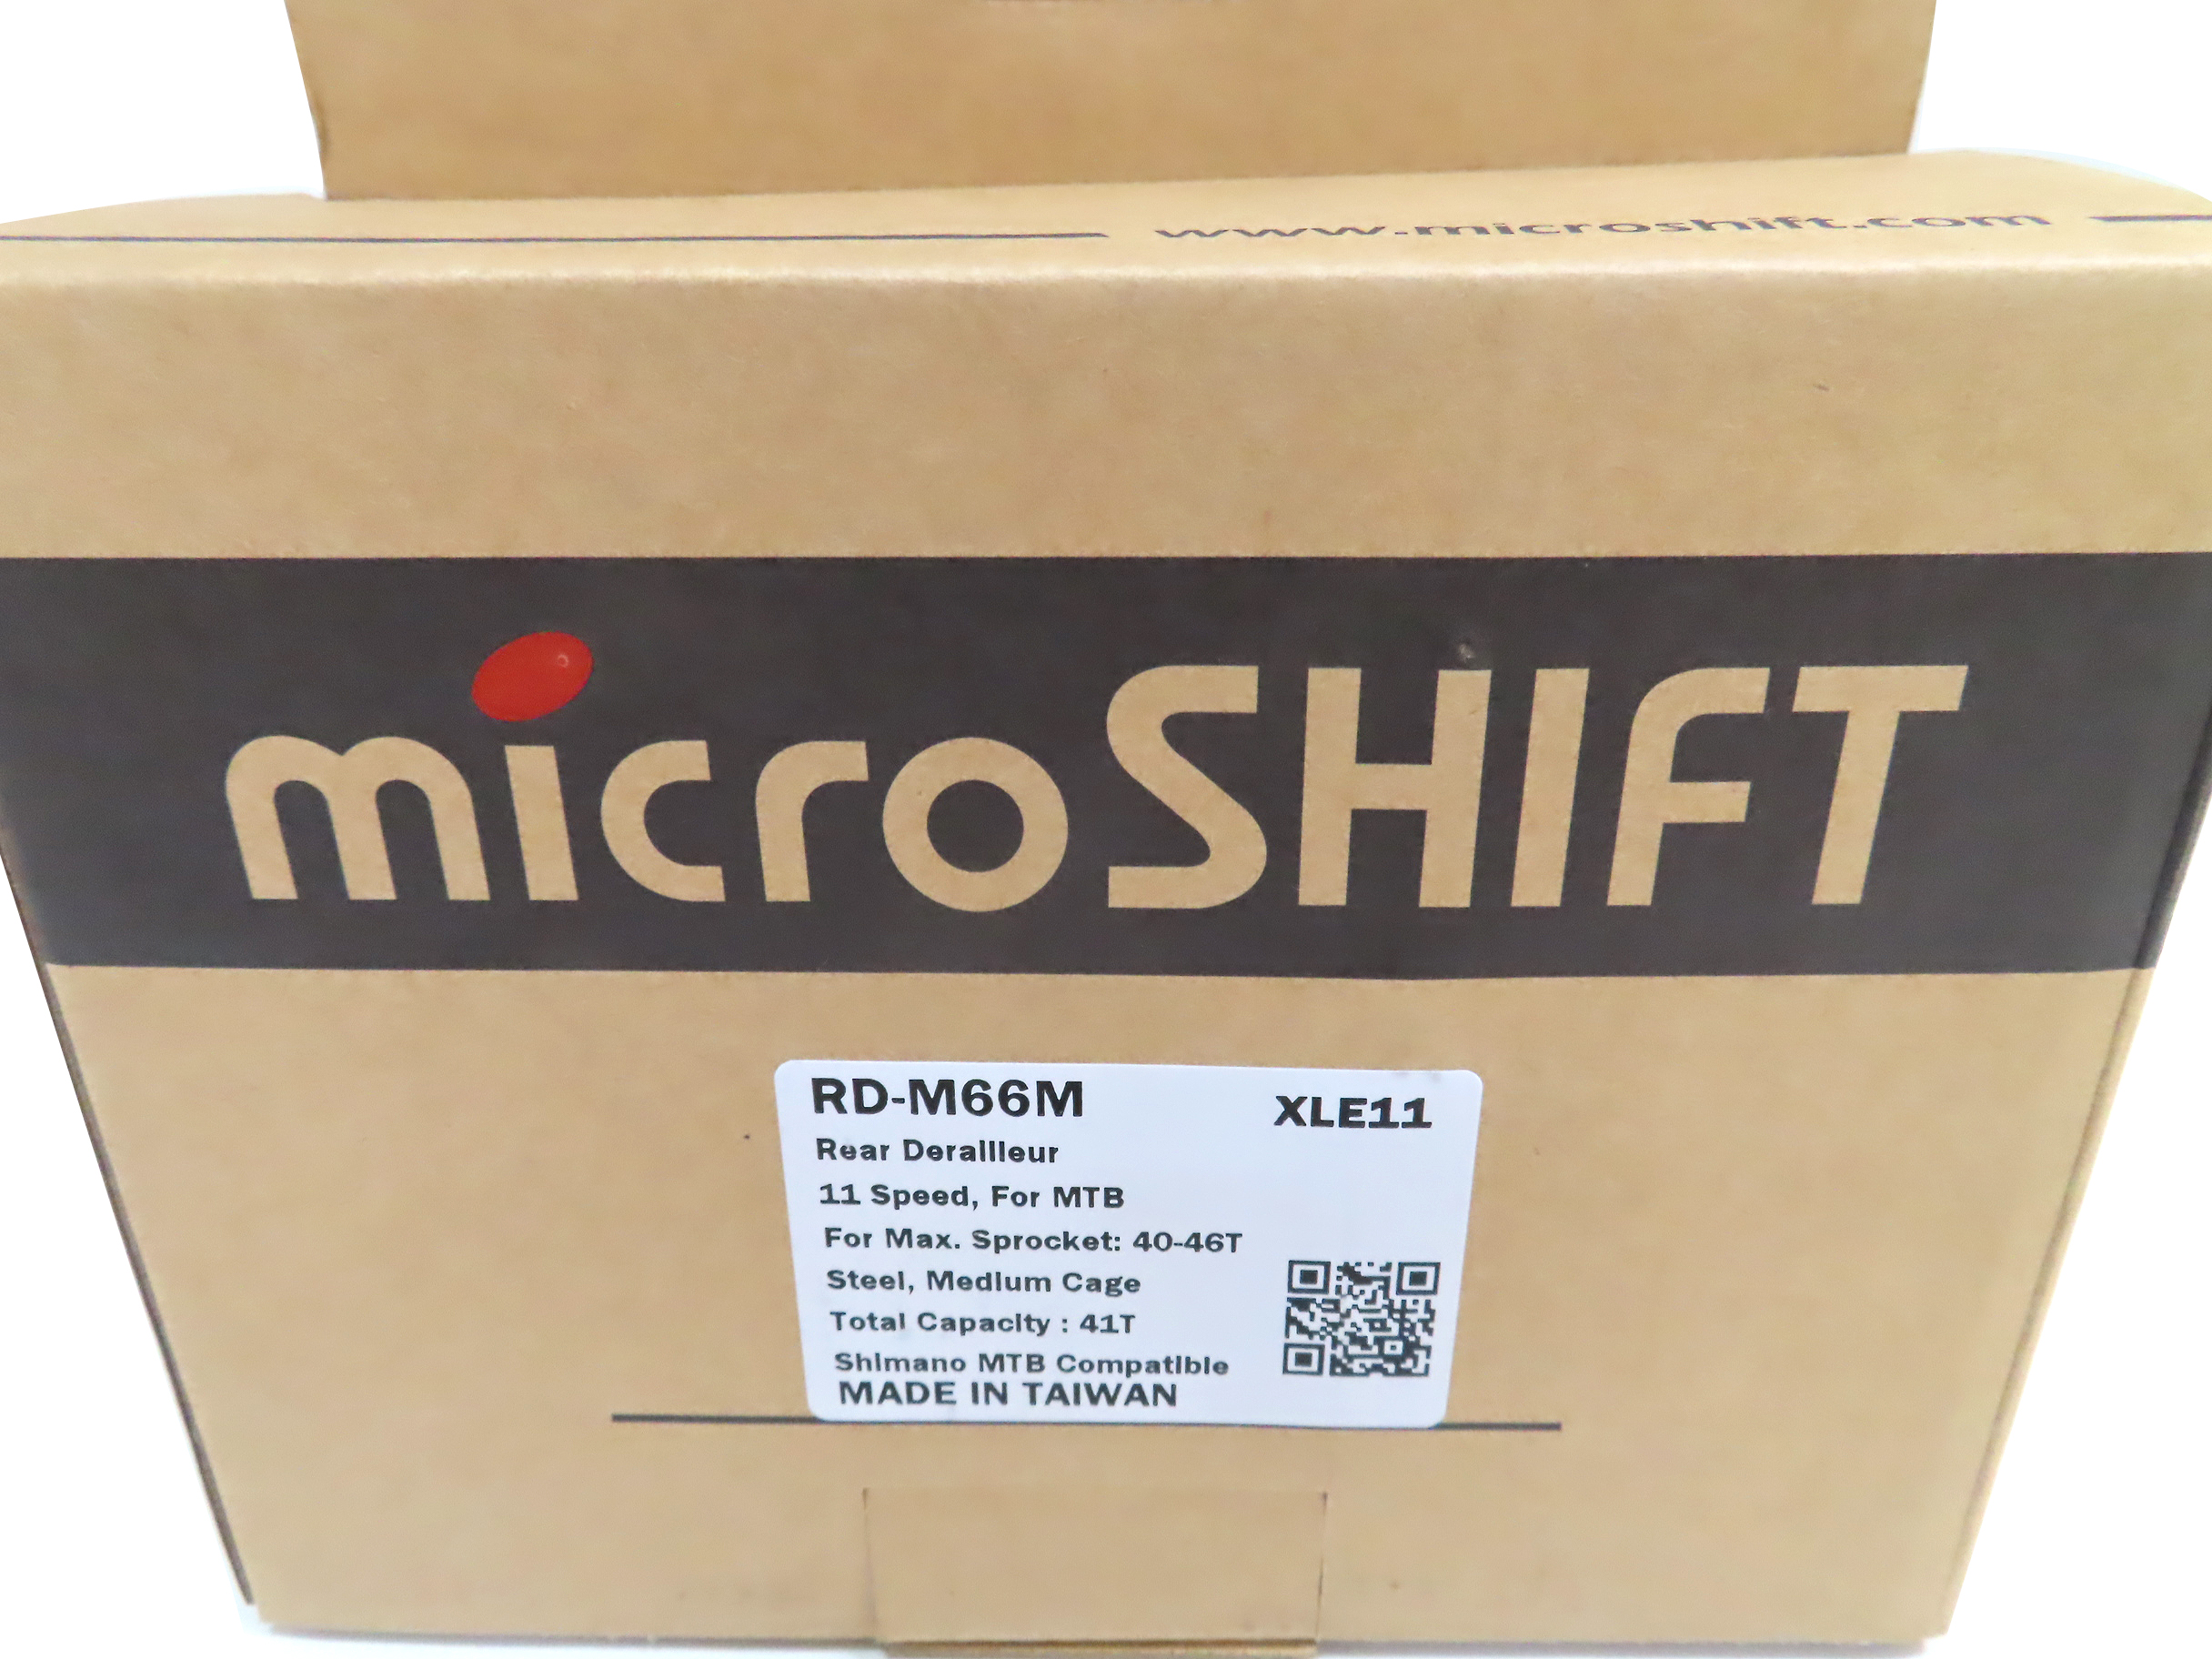 www.microshift.com
microSHIFT
RD-M66M
XLE11
Rear Derailleur
11 Speed, For MTB
For Max. Sprocket: 40-46T
Steel, Medium Cage
Total Capacity : 41T
Shimano MTB Compatible
MADE IN TAIWAN